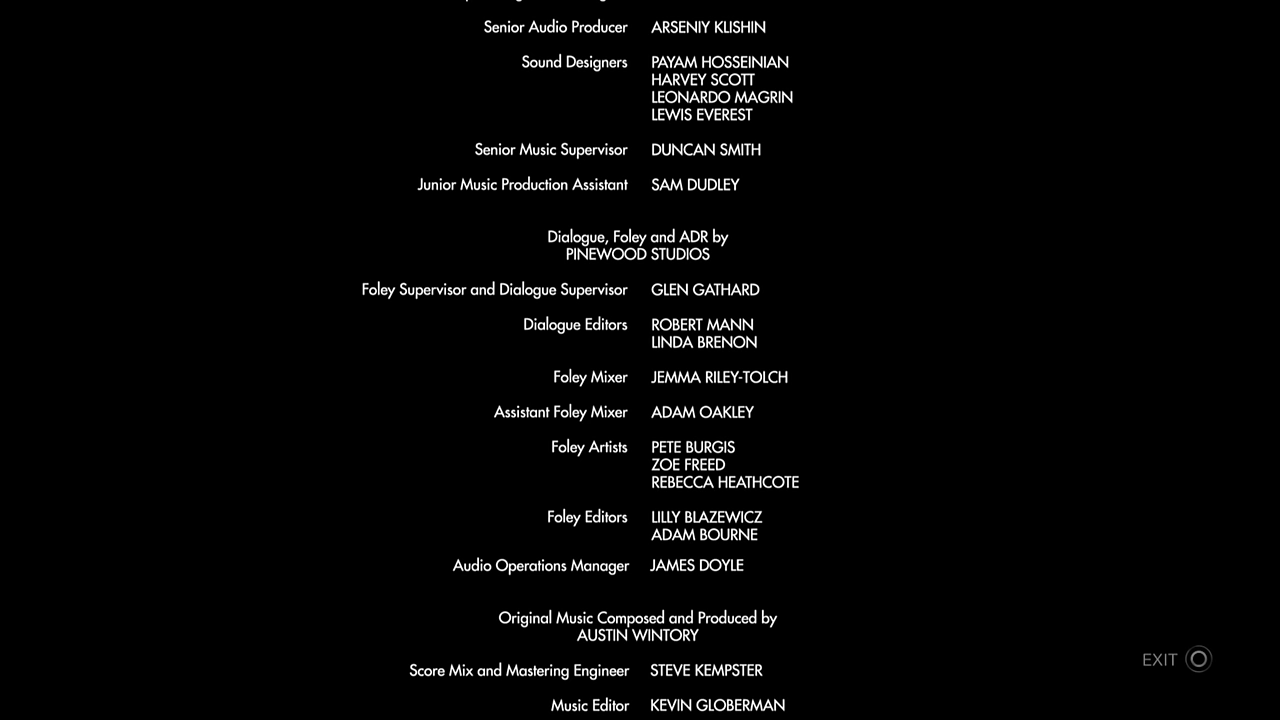 Senior Audio Producer ARSENIY KLISHIN
Sound Designers PAYAM HOSSEINIAN
HARVEY SCOTT
LEONARDO MAGRIN
LEWIS EVEREST
Senior Music Supervisor DUNCAN SMITH
Junior Music Production Assistant SAM DUDLEY
Dialogue, Foley and ADR by
PINEWOOD STUDIOS
Foley Supervisor and Dialogue Supervisor GLEN GATHARD
Dialogue Editors ROBERT MANN
LINDA BRENON
Foley Mixer JEMMA RILEY-TOLCH
Assistant Foley Mixer ADAM OAKLEY
Foley Artists PETE BURGIS
ZOE FREED
REBECCA HEATHCOTE
Foley Editors LILLY BLAZEWICZ
ADAM BOURNE
Audio Operations Manager JAMES DOYLE
Original Music Composed and Produced by
AUSTIN WINTORY
Score Mix and Mastering Engineer STEVE KEMPSTER
Music Editor KEVIN GLOBERMAN
EXIT